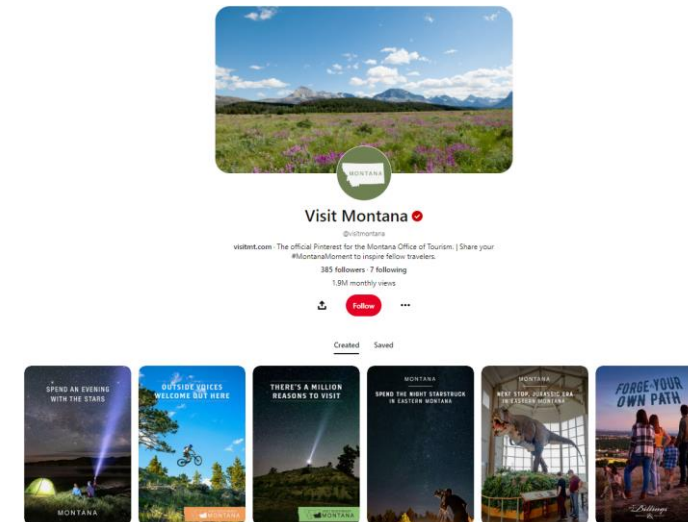 MONTANA
Visit Montana
@visitmontana
visitmt.com · The official Pinterest for the Montana Office of Tourism. | Share your
#MontanaMoment to inspire fellow travelers.
385 followers · 7 following
1.9M monthly views
Follow
Created
Saved
SPEND AN EVENING
WITH THE STARS
MONTANA
OUTSIDE VOICES
WELCOME OUT HERE
MONTANA
THERE'S A MILLION
REASONS TO VISIT
MONTANA
MONTANA
SPEND THE NIGHT STARSTRUCK
IN EASTERN MONTANA
MONTANA
NEXT STOP, JURASSIC ERA
IN EASTERN MONTANA
FORGE YOUR
OWN PATH
Billings